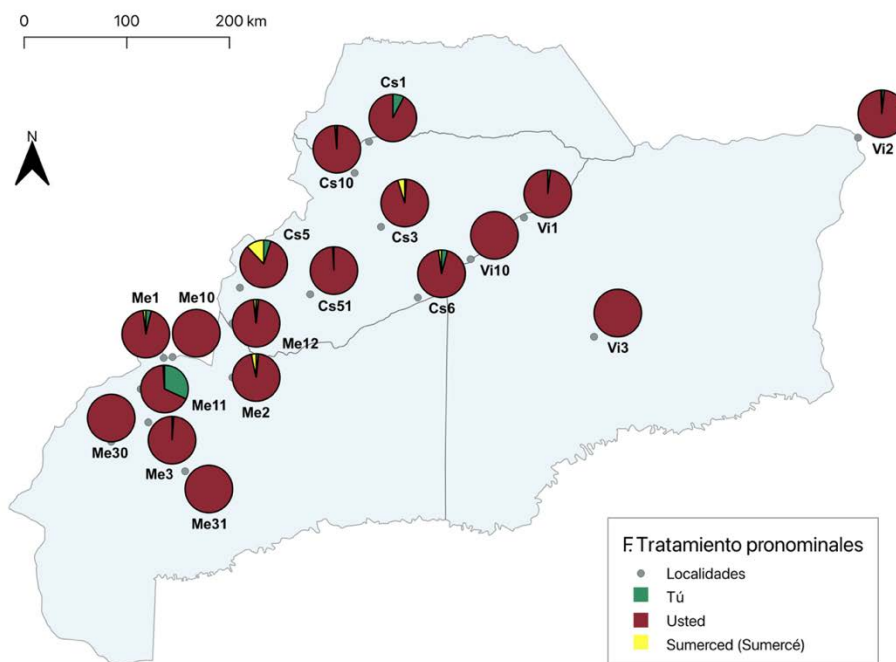 0 100 200 km
N
Cs1
Cs10
Vi2
Cs3
Vi1
Cs5
Vi10
Cs51
Cs6
Me1 Me10
Me12
Vi3
Me11
Me2
Me30
Me3
Me31
F. Tratamiento pronominales
Localidades
Tú
Usted
Sumerced (Sumercé)